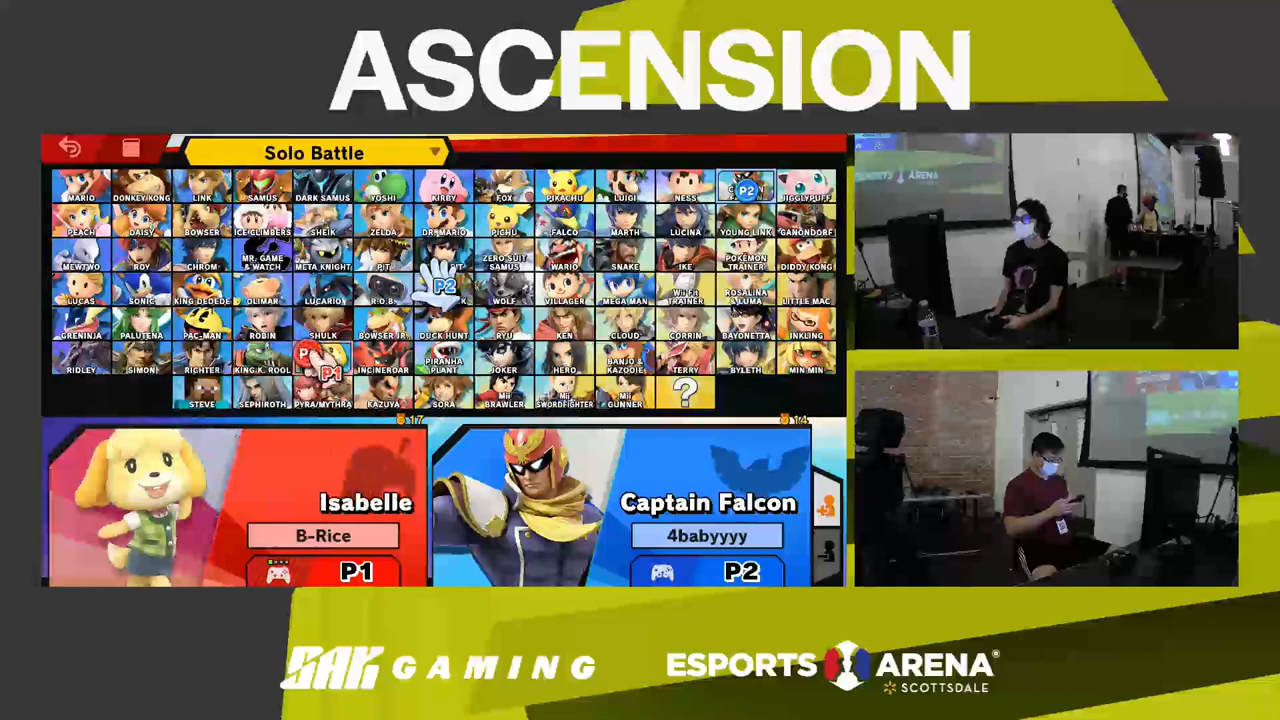 ASCENSION
Solo Battle
MARIO DONKEY KONG LINK SAMUS DARK SAMUS YOSHI KIRBY FOX PIKACHU LUIGI NESS P2 JIGGLYPUFF
PEACH DAISY BOWSER ICE CLIMBERS SHEIK ZELDA DR. MARIO PICHU FALCO MARTH LUCINA YOUNG LINK GANONDORF
MEWTWO ROY CHROM MR. GAME & WATCH META KNIGHT PIT ZERO SUIT SAMUS WARIO SNAKE IKE POKÉMON TRAINER DIDDY KONG
LUCAS SONIC KING DEDEDE OLIMAR LUCARIO R.O.B. P2 WOLF VILLAGER MEGA MAN Wii Fit TRAINER ROSALINA & LUMA LITTLE MAC
GRENINJA PALUTENA PAC-MAN ROBIN SHULK BOWSER JR. DUCK HUNT RYU KEN CLOUD CORRIN BAYONETTA INKLING
RIDLEY SIMON RICHTER KING K. ROOL P1 INCINEROAR PIRANHA PLANT JOKER HERO BANJO & KAZOOIE TERRY BYLETH MIN MIN
STEVE SEPHIROTH PYRA/MYTHRA KAZUYA SORA Mii BRAWLER Mii SWORDFIGHTER Mii GUNNER ?
17
14
Isabelle
B-Rice
P1
Captain Falcon
4babyyyy
P2
ESPORTS ARENA
SAK GAMING
ESPORTS ARENA®
SCOTTSDALE